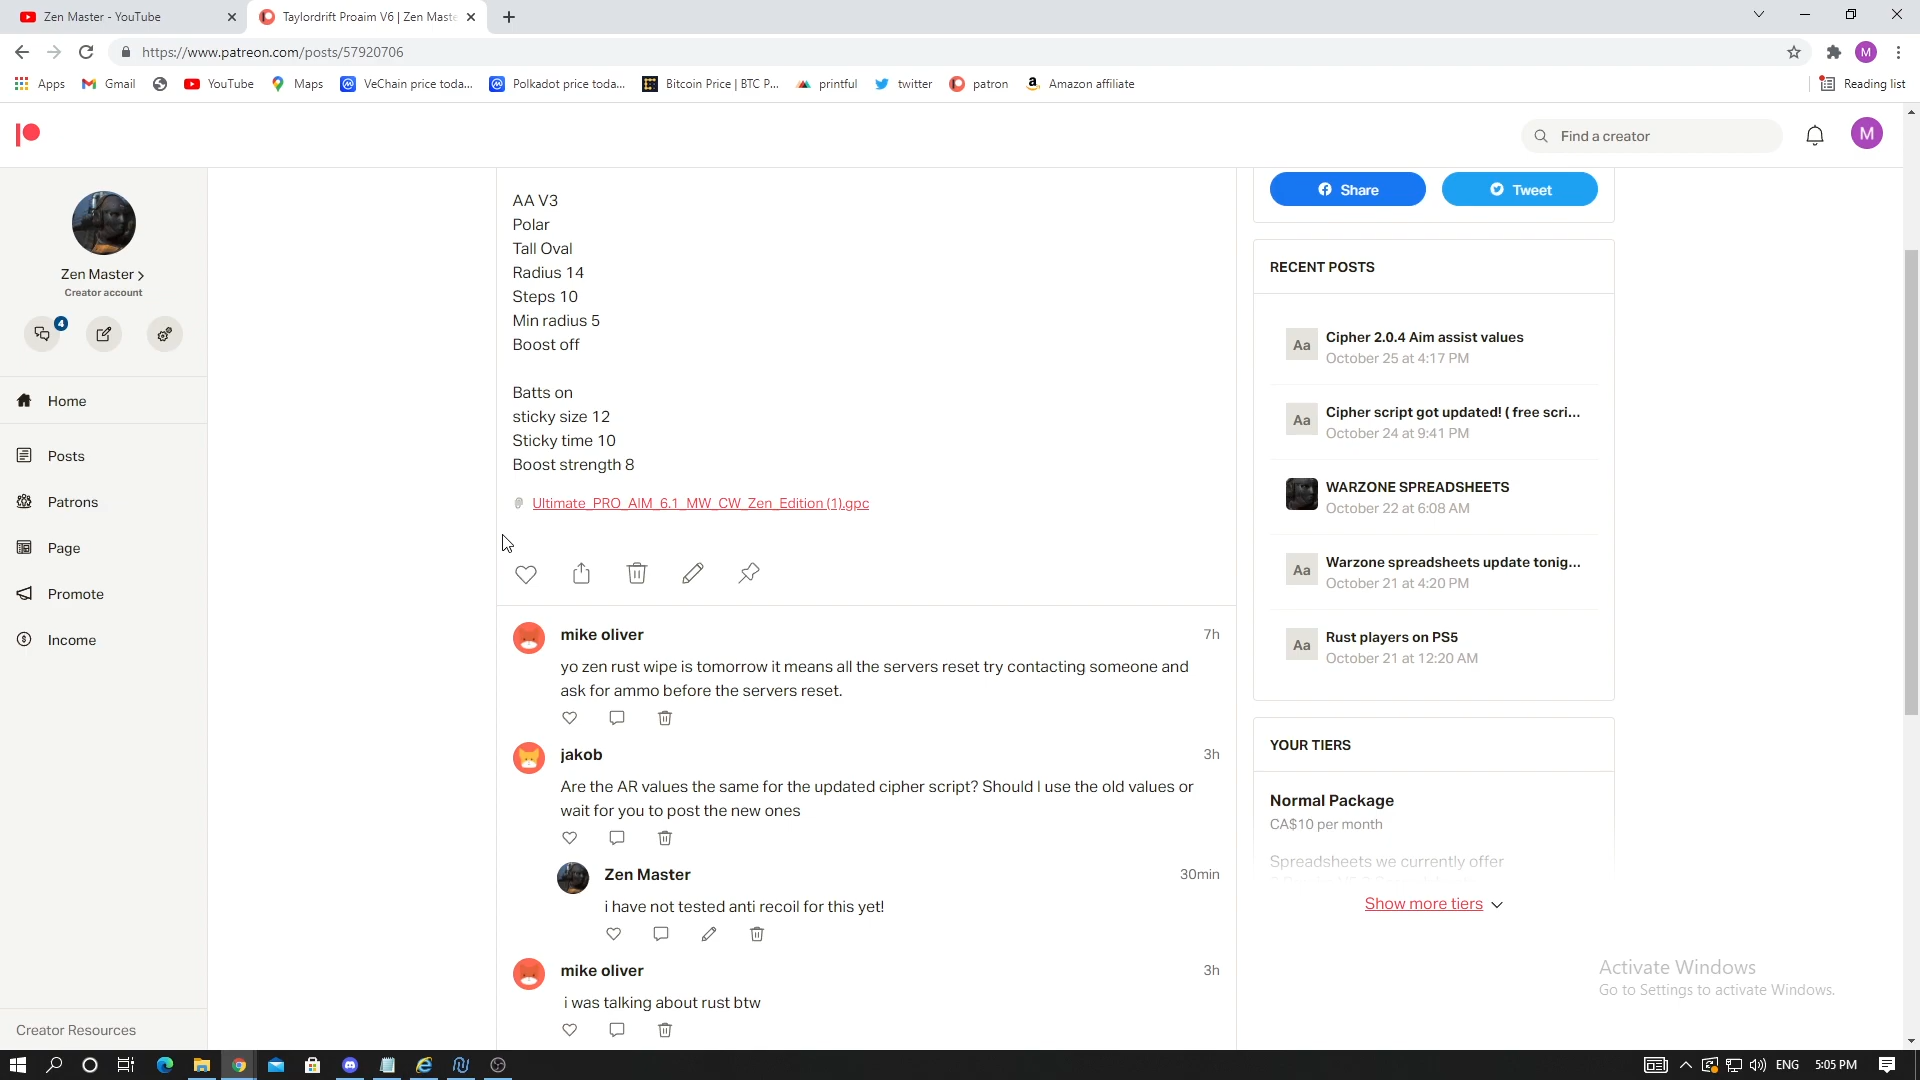 Zen Master - YouTube
Taylordrift Proaim V6 | Zen Maste
https://www.patreon.com/posts/57920706
M
Apps
Gmail
YouTube
Maps
VeChain price toda...
Polkadot price toda...
Bitcoin Price | BTC P...
printful
twitter
patron
Amazon affiliate
Reading list
Find a creator
M
Zen Master
Creator account
4
Home
Posts
Patrons
Page
Promote
Income
Creator Resources
AA V3
Polar
Tall Oval
Radius 14
Steps 10
Min radius 5
Boost off
Batts on
sticky size 12
Sticky time 10
Boost strength 8
Ultimate_PRO_AIM_6.1_MW_CW_Zen_Edition (1).gpc
mike oliver
7h
yo zen rust wipe is tomorrow it means all the servers reset try contacting someone and
ask for ammo before the servers reset.
jakob
3h
Are the AR values the same for the updated cipher script? Should I use the old values or
wait for you to post the new ones
Zen Master
30min
i have not tested anti recoil for this yet!
mike oliver
3h
i was talking about rust btw
Share
Tweet
RECENT POSTS
Aa
Cipher 2.0.4 Aim assist values
October 25 at 4:17 PM
Aa
Cipher script got updated! ( free scri...
October 24 at 9:41 PM
WARZONE SPREADSHEETS
October 22 at 6:08 AM
Aa
Warzone spreadsheets update tonig...
October 21 at 4:20 PM
Aa
Rust players on PS5
October 21 at 12:20 AM
YOUR TIERS
Normal Package
CA$10 per month
Spreadsheets we currently offer
Show more tiers
Activate Windows
Go to Settings to activate Windows.
ENG
5:05 PM